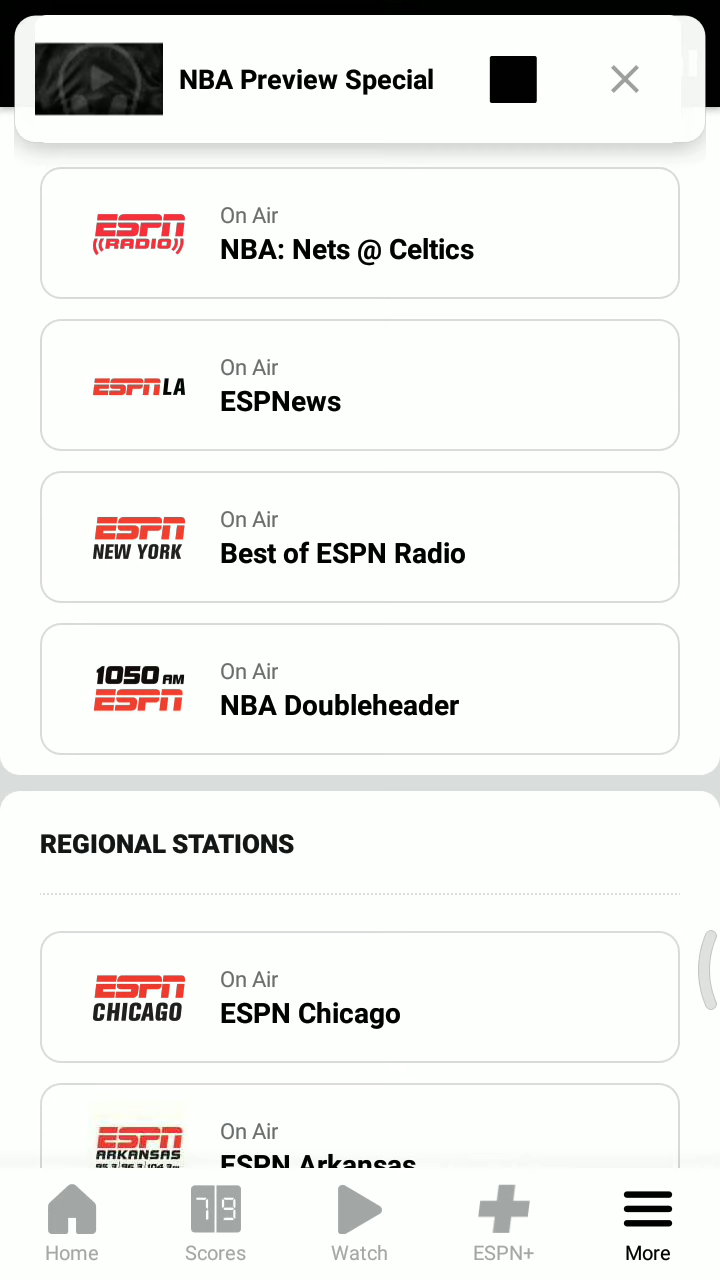 NBA Preview Special
ESPN
((RADIO))
On Air
NBA: Nets @ Celtics
ESPN LA
On Air
ESPNews
ESPN
NEW YORK
On Air
Best of ESPN Radio
1050 AM
ESPN
On Air
NBA Doubleheader
REGIONAL STATIONS
ESPN
CHICAGO
On Air
ESPN Chicago
ESPN
ARKANSAS
On Air
ESPN Arkansas
Home
79
Scores
Watch
ESPN+
More